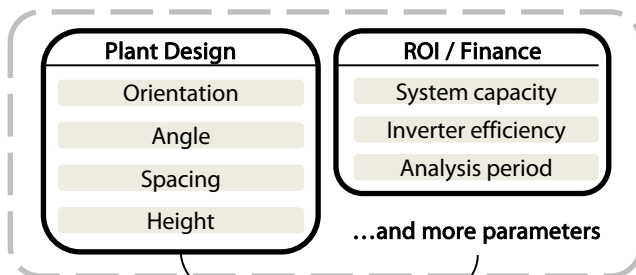 Plant Design
Orientation
Angle
Spacing
Height
ROI / Finance
System capacity
Inverter efficiency
Analysis period
...and more parameters